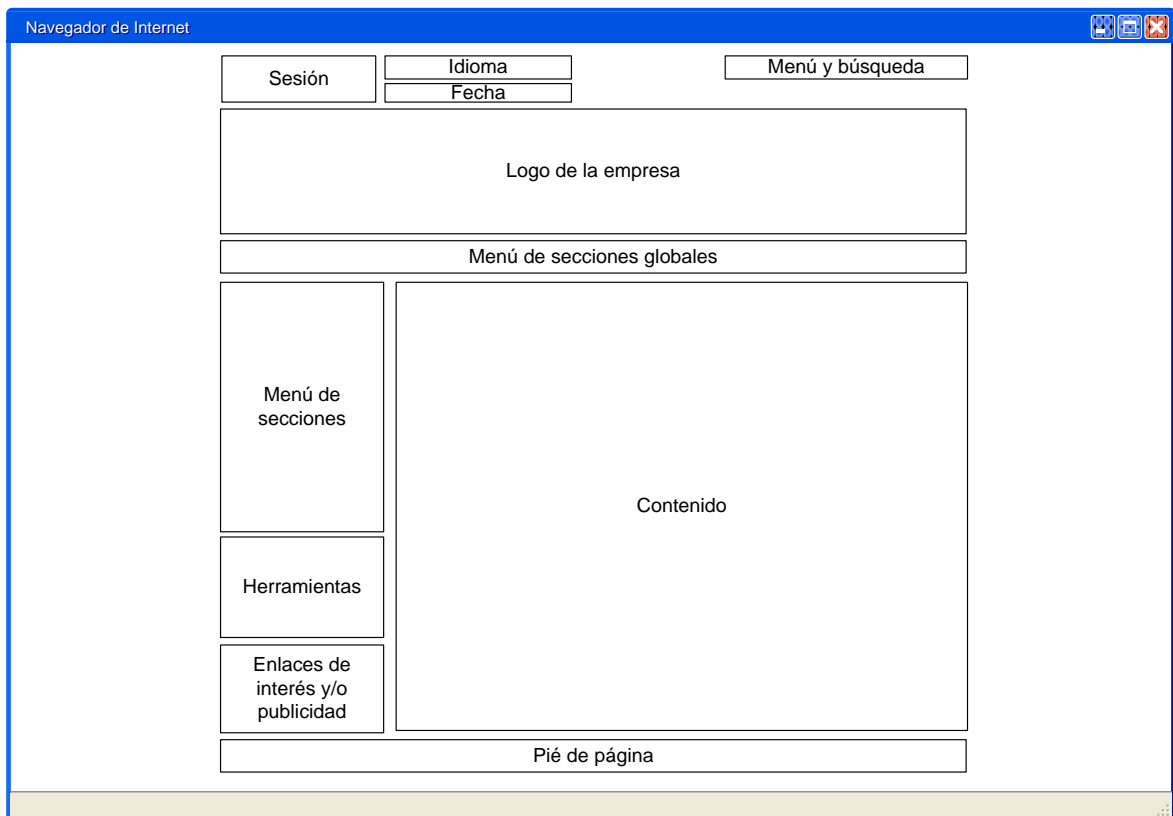 Navegador de Internet
Sesión
Idioma
Fecha
Menú y búsqueda
Logo de la empresa
Menú de secciones globales
Menú de
secciones
Contenido
Herramientas
Enlaces de
interés y/o
publicidad
Pié de página